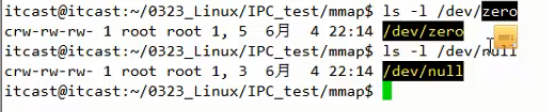 itcast@itcast:~/0323_Linux/IPC_test/mmap$ ls -l /dev/zero
crw-rw-rw- 1 root root 1, 5  6月  4 22:14 /dev/zero
itcast@itcast:~/0323_Linux/IPC_test/mmap$ ls -l /dev/null
crw-rw-rw- 1 root root 1, 3  6月  4 22:14 /dev/null
itcast@itcast:~/0323_Linux/IPC_test/mmap$